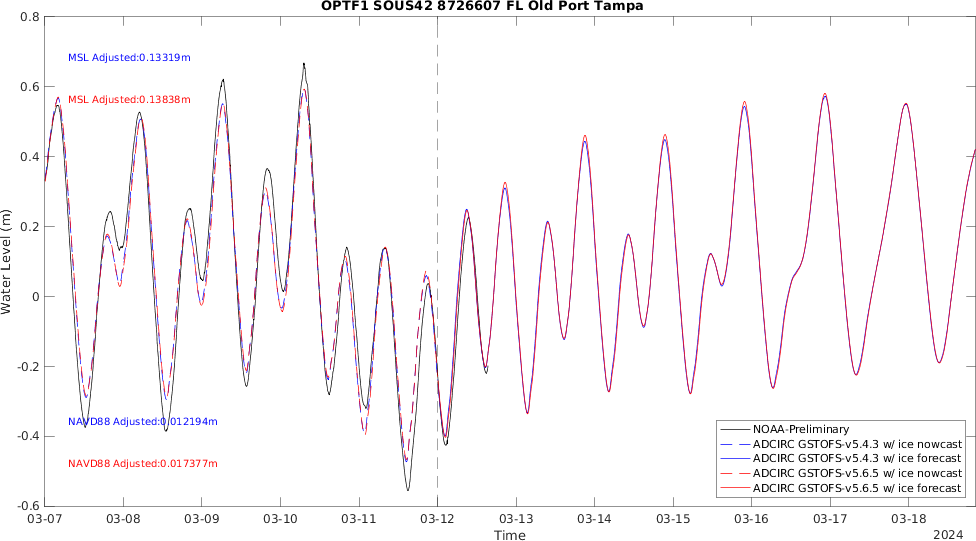 OPTF1 SOUS42 8726607 FL Old Port Tampa
0.8
0.6
0.4
0.2
0
-0.2
-0.4
-0.6
Water Level (m)
MSL Adjusted:0.13319m
MSL Adjusted:0.13838m
NAVD88 Adjusted:0.012194m
NAVD88 Adjusted:0.017377m
NOAA-Preliminary
ADCIRC GSTOFS-v5.4.3 w/ ice nowcast
ADCIRC GSTOFS-v5.4.3 w/ ice forecast
ADCIRC GSTOFS-v5.6.5 w/ ice nowcast
ADCIRC GSTOFS-v5.6.5 w/ ice forecast
03-07 03-08 03-09 03-10 03-11 03-12 03-13 03-14 03-15 03-16 03-17 03-18
Time
2024